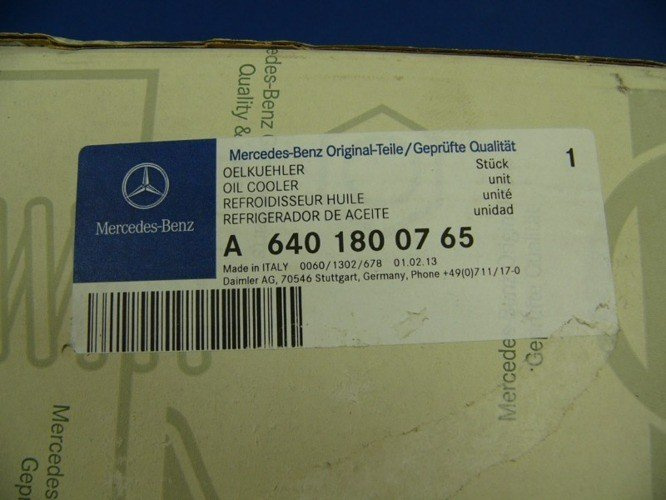 edes-Benz
Quality &
Mercedes-Benz
Mercedes-Benz Original-Teile/Geprüfte Qualität
OELKUEHLER Stück 1
OIL COOLER unit
REFROIDISSEUR HUILE unité
REFRIGERADOR DE ACEITE unidad
A 640 180 07 65
Made in ITALY 0060/1302/678 01.02.13
Daimler AG, 70546 Stuttgart, Germany, Phone +49(0)711/17-0
Mercedes-Benz
Geprü
Mercedes